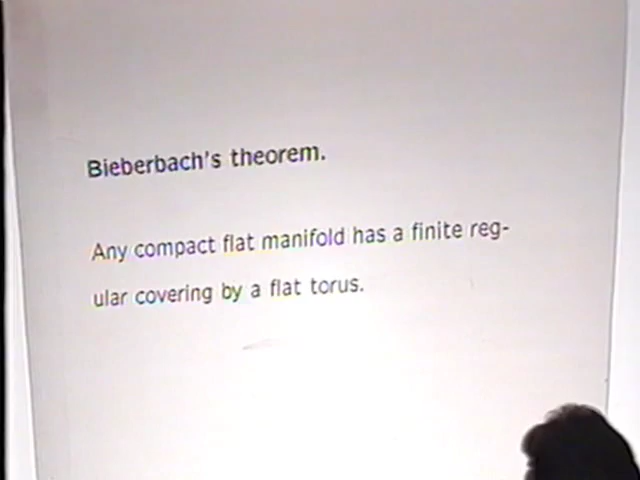 Bieberbach's theorem.
Any compact flat manifold has a finite reg-
ular covering by a flat torus.